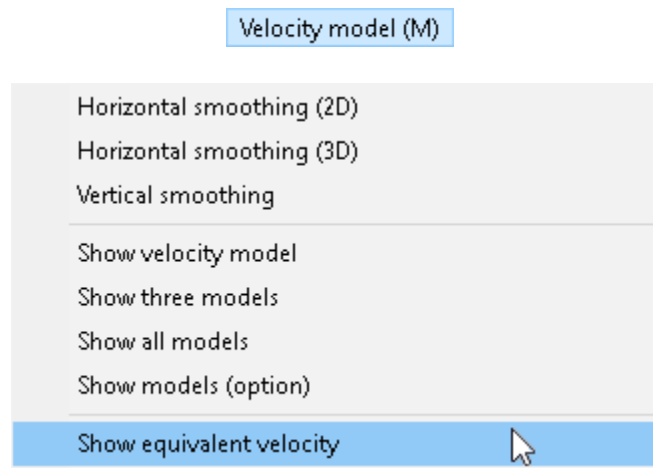 Velocity model (M)
Horizontal smoothing (2D)
Horizontal smoothing (3D)
Vertical smoothing
Show velocity model
Show three models
Show all models
Show models (option)
Show equivalent velocity